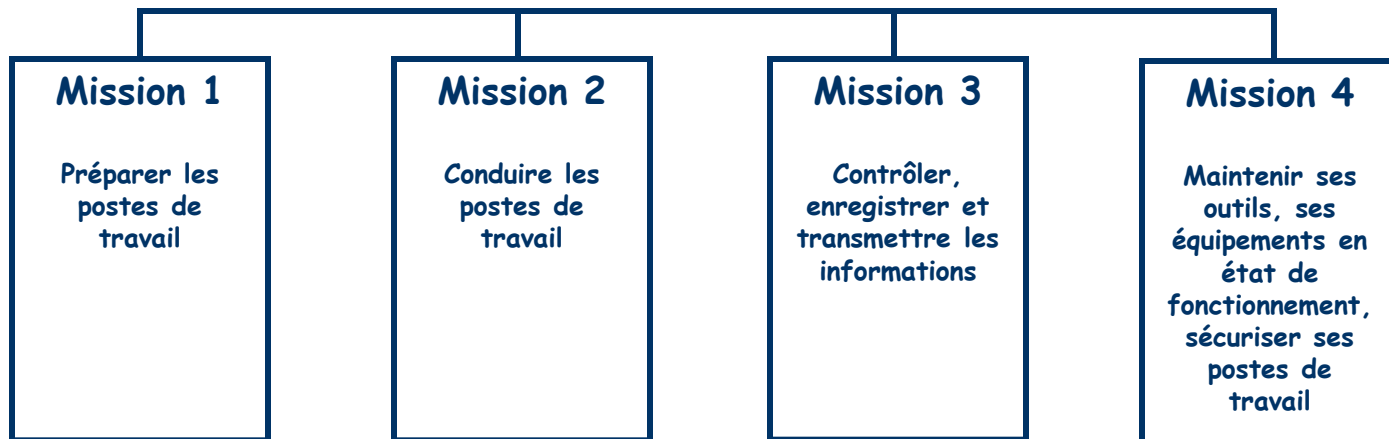 Mission 1
Préparer les
postes de
travail
Mission 2
Conduire les
postes de
travail
Mission 3
Contrôler,
enregistrer et
transmettre les
informations
Mission 4
Maintenir ses
outils, ses
équipements en
état de
fonctionnement,
sécuriser ses
postes de
travail